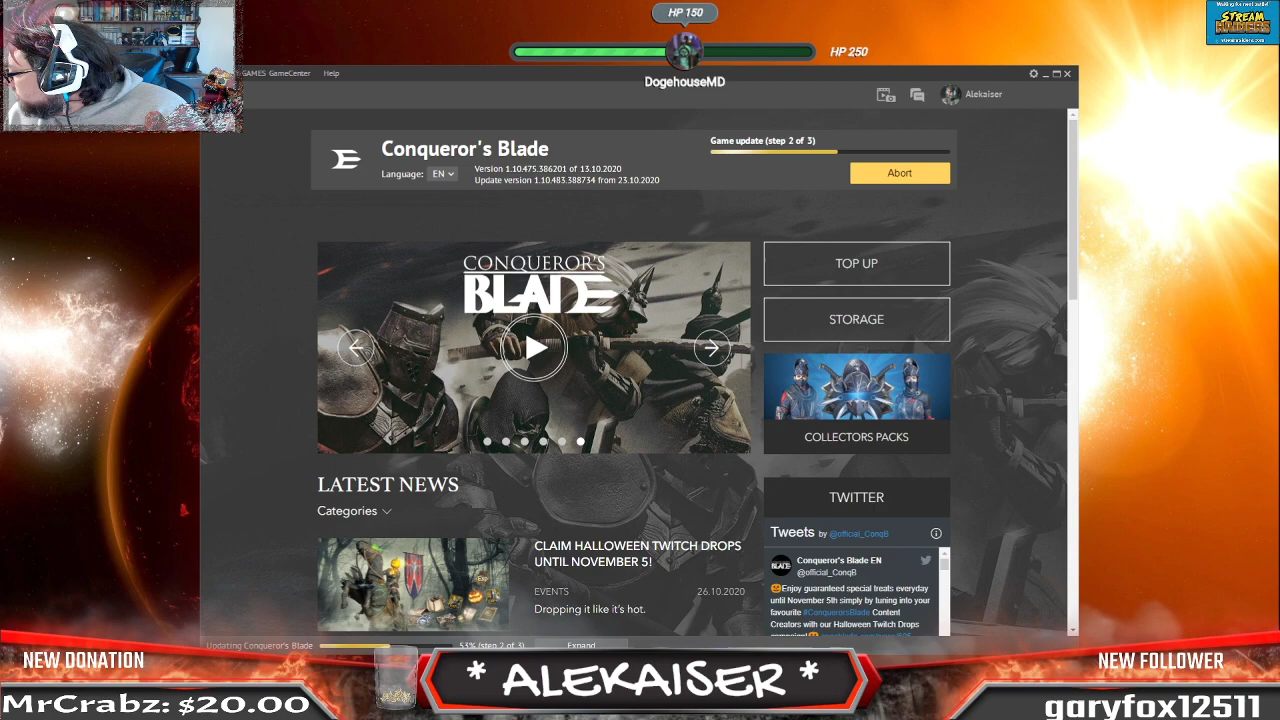 HP 150
HP 250
DogehouseMD
STREAM
RAIDERS
GAMES GameCenter Help
Alekaiser
Conqueror's Blade
Language: EN
Version 1.10.475.386201 of 13.10.2020
Update version 1.10.483.388734 from 23.10.2020
Game update (step 2 of 3)
Abort
CONQUEROR'S
BLADE
TOP UP
STORAGE
COLLECTORS PACKS
LATEST NEWS
Categories
CLAIM HALLOWEEN TWITCH DROPS
UNTIL NOVEMBER 5!
EVENTS 26.10.2020
Dropping it like it's hot.
TWITTER
Tweets by @official_ConqB
BLADE
Conqueror's Blade EN
@official_ConqB
🎃Enjoy guaranteed special treats everyday
until November 5th simply by tuning into your
favourite #ConquerorsBlade Content
Creators with our Halloween Twitch Drops
Updating Conqueror's Blade 53% (step 2 of 3) Expand
NEW DONATION
MrCrabz: $20.00
* ALEKAISER *
NEW FOLLOWER
garyfox12511